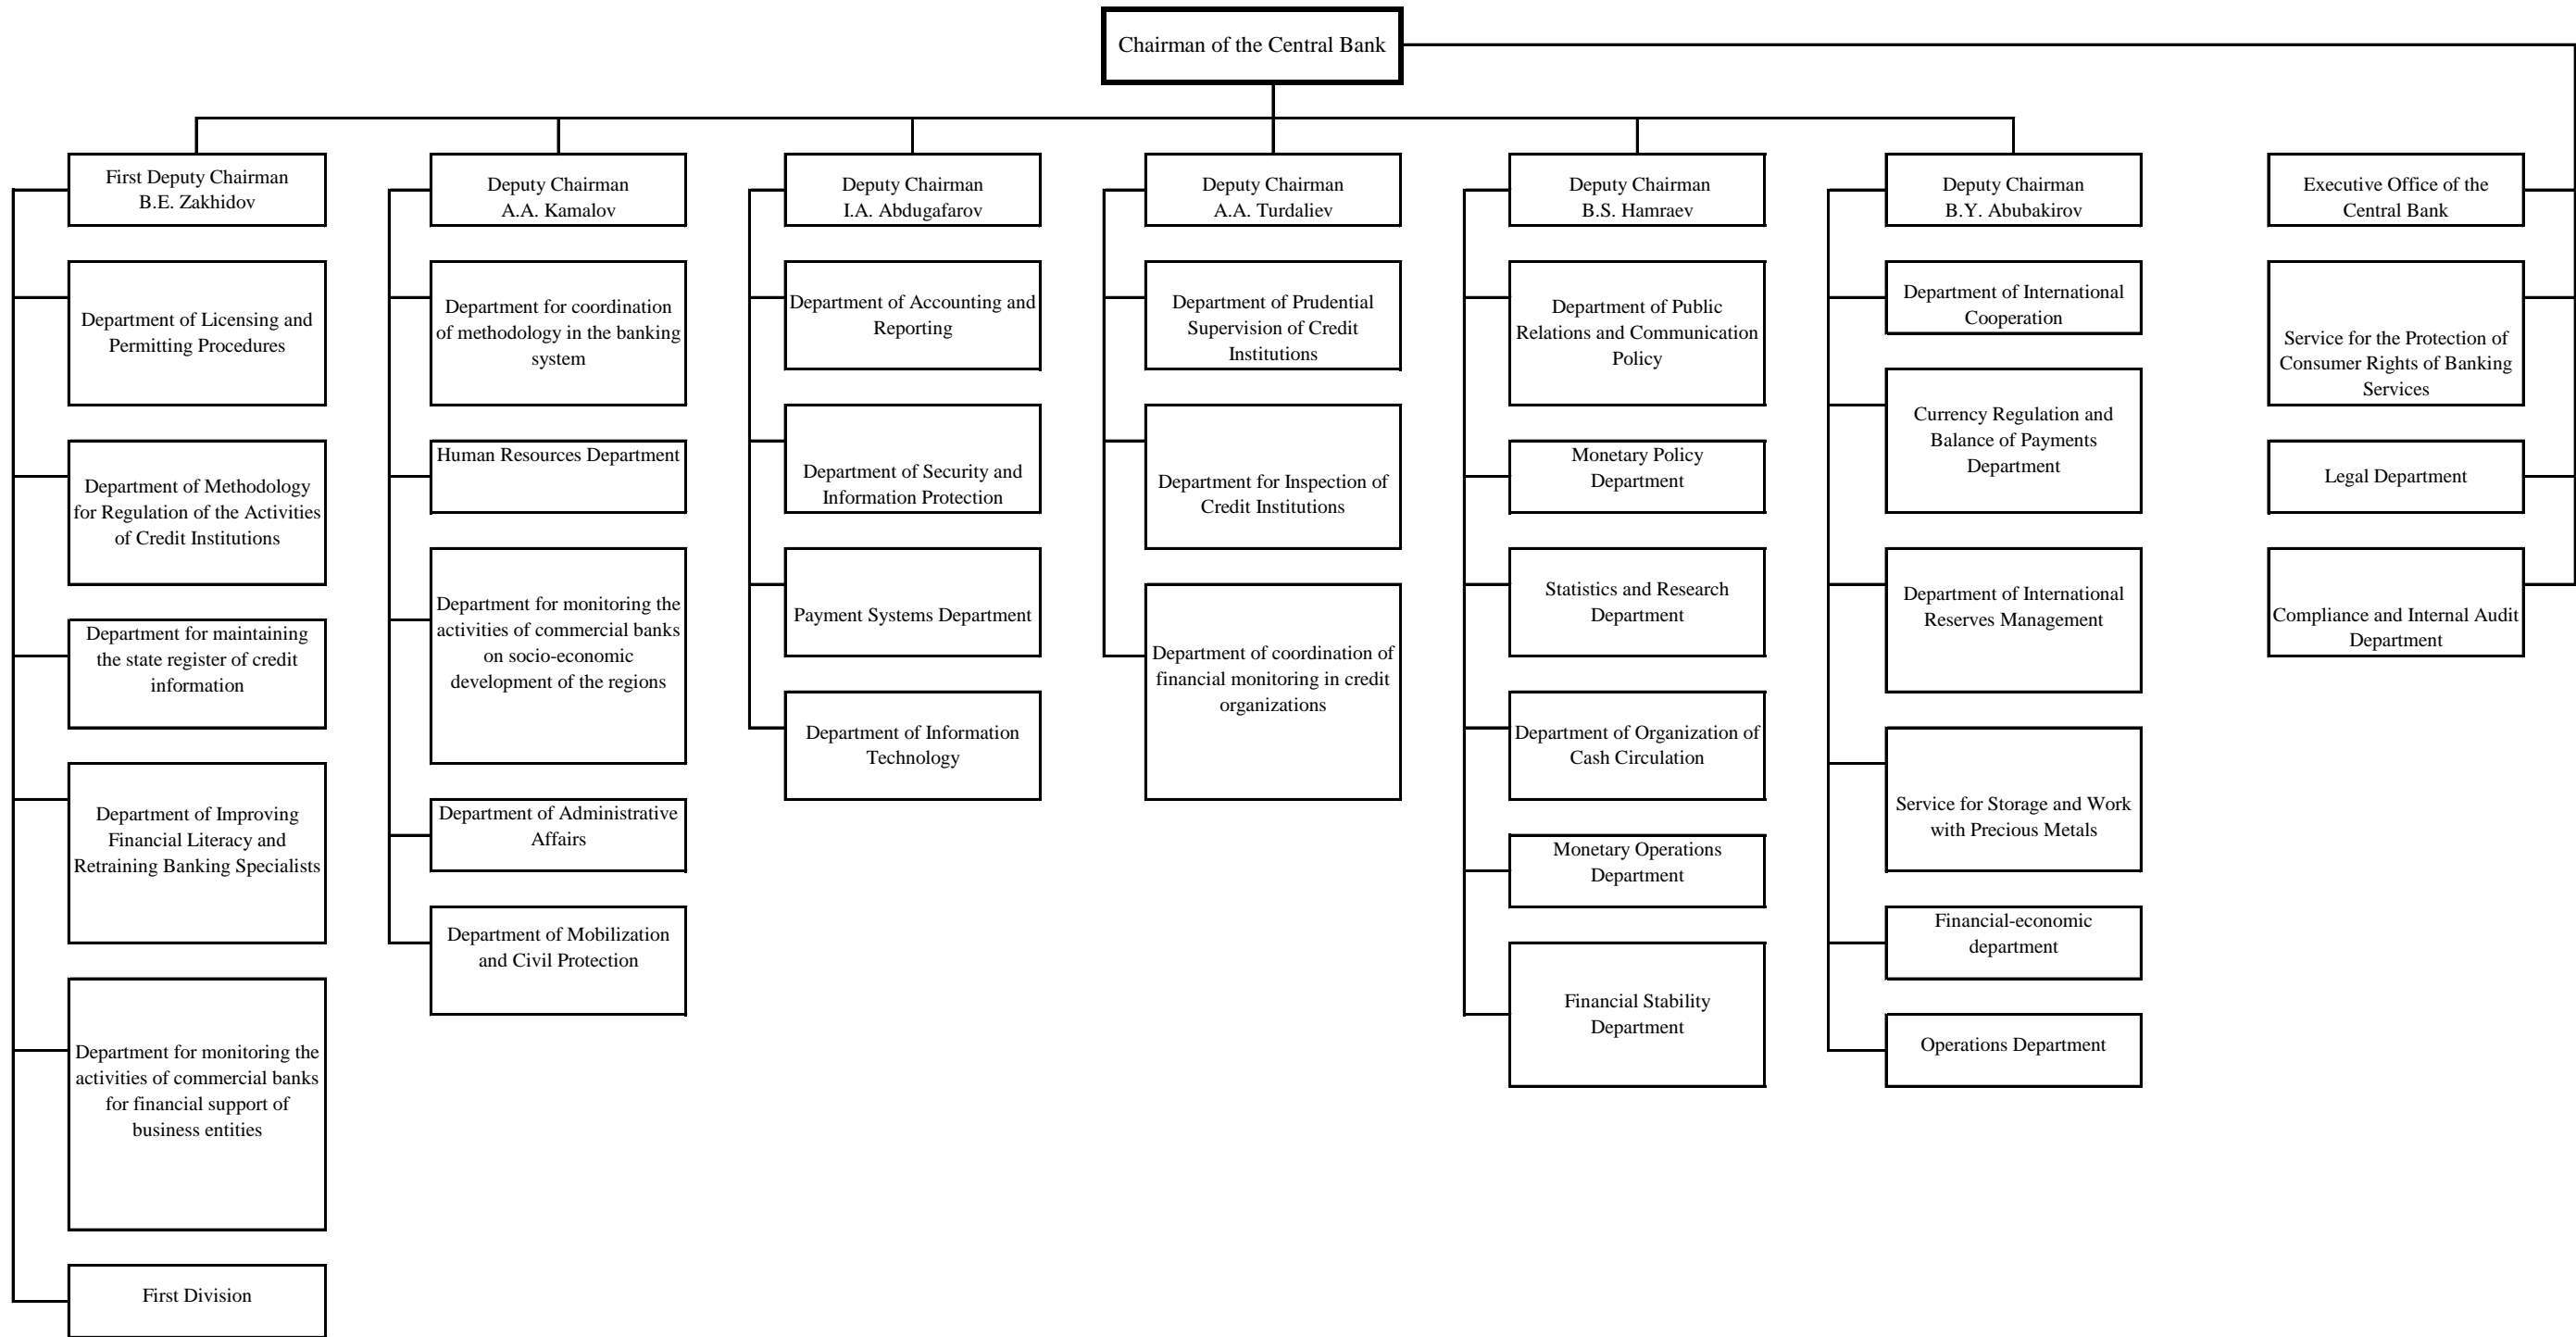 Chairman of the Central Bank
First Deputy Chairman
B.E. Zakhidov
Department of Licensing and
Permitting Procedures
Department of Methodology
for Regulation of the Activities
of Credit Institutions
Department for maintaining
the state register of credit
information
Department of Improving
Financial Literacy and
Retraining Banking Specialists
Department for monitoring the
activities of commercial banks
for financial support of
business entities
First Division
Deputy Chairman
A.A. Kamalov
Department for coordination
of methodology in the banking
system
Human Resources Department
Department for monitoring the
activities of commercial banks
on socio-economic
development of the regions
Department of Administrative
Affairs
Department of Mobilization
and Civil Protection
Deputy Chairman
I.A. Abdugafarov
Department of Accounting and
Reporting
Department of Security and
Information Protection
Payment Systems Department
Department of Information
Technology
Deputy Chairman
A.A. Turdaliev
Department of Prudential
Supervision of Credit
Institutions
Department for Inspection of
Credit Institutions
Department of coordination of
financial monitoring in credit
organizations
Deputy Chairman
B.S. Hamraev
Department of Public
Relations and Communication
Policy
Monetary Policy
Department
Statistics and Research
Department
Department of Organization of
Cash Circulation
Monetary Operations
Department
Financial Stability
Department
Deputy Chairman
B.Y. Abubakirov
Department of International
Cooperation
Currency Regulation and
Balance of Payments
Department
Department of International
Reserves Management
Service for Storage and Work
with Precious Metals
Financial-economic
department
Operations Department
Executive Office of the
Central Bank
Service for the Protection of
Consumer Rights of Banking
Services
Legal Department
Compliance and Internal Audit
Department